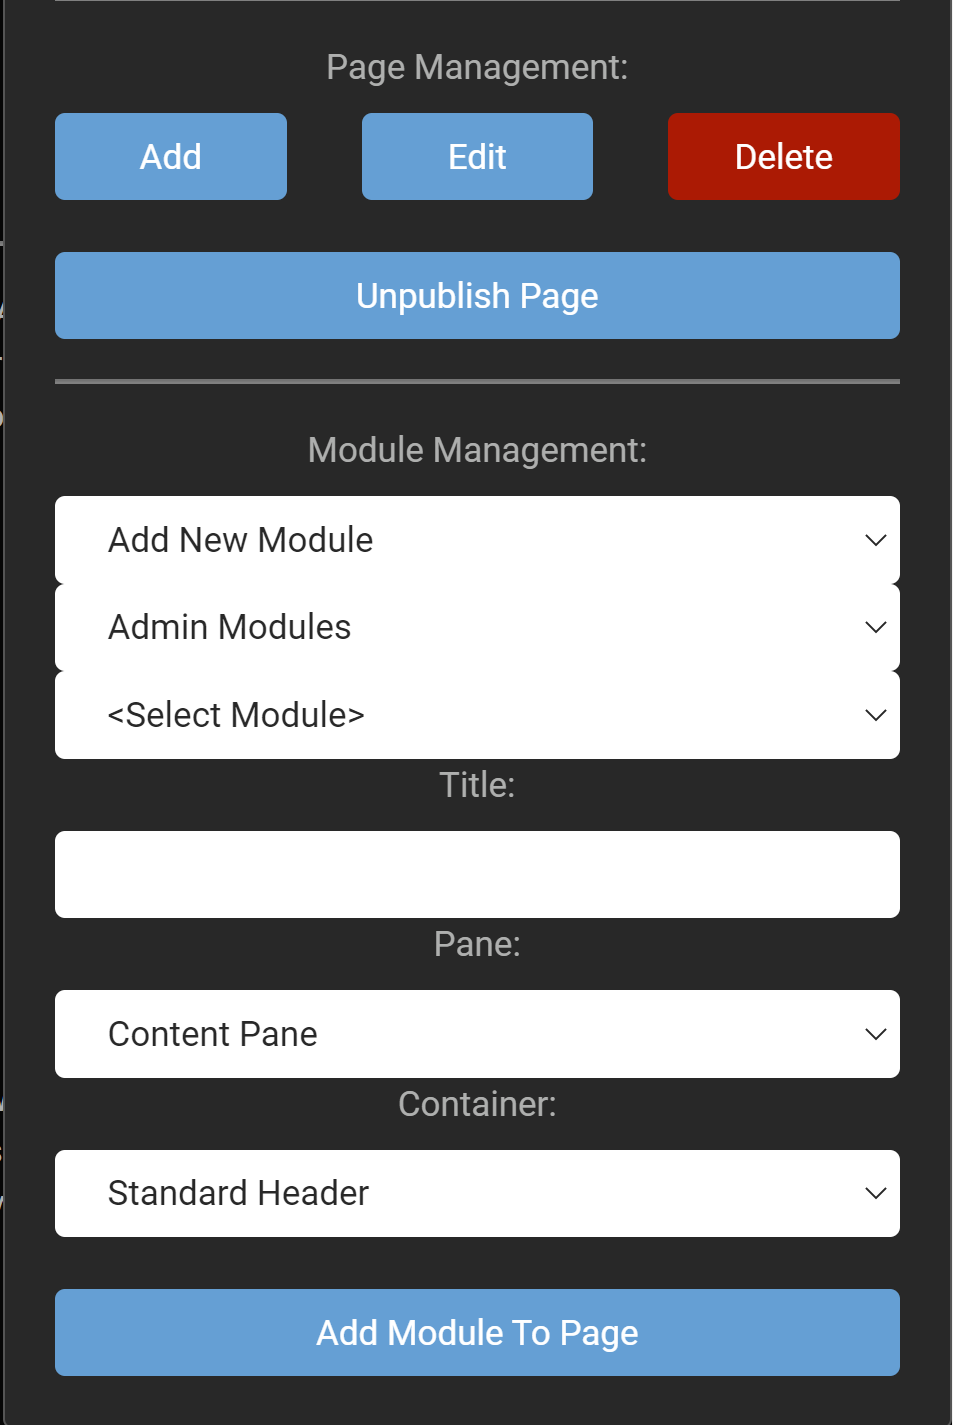 Page Management:
Add Edit Delete
Unpublish Page
Module Management:
Add New Module
Admin Modules
<Select Module>
Title:
Pane:
Content Pane
Container:
Standard Header
Add Module To Page